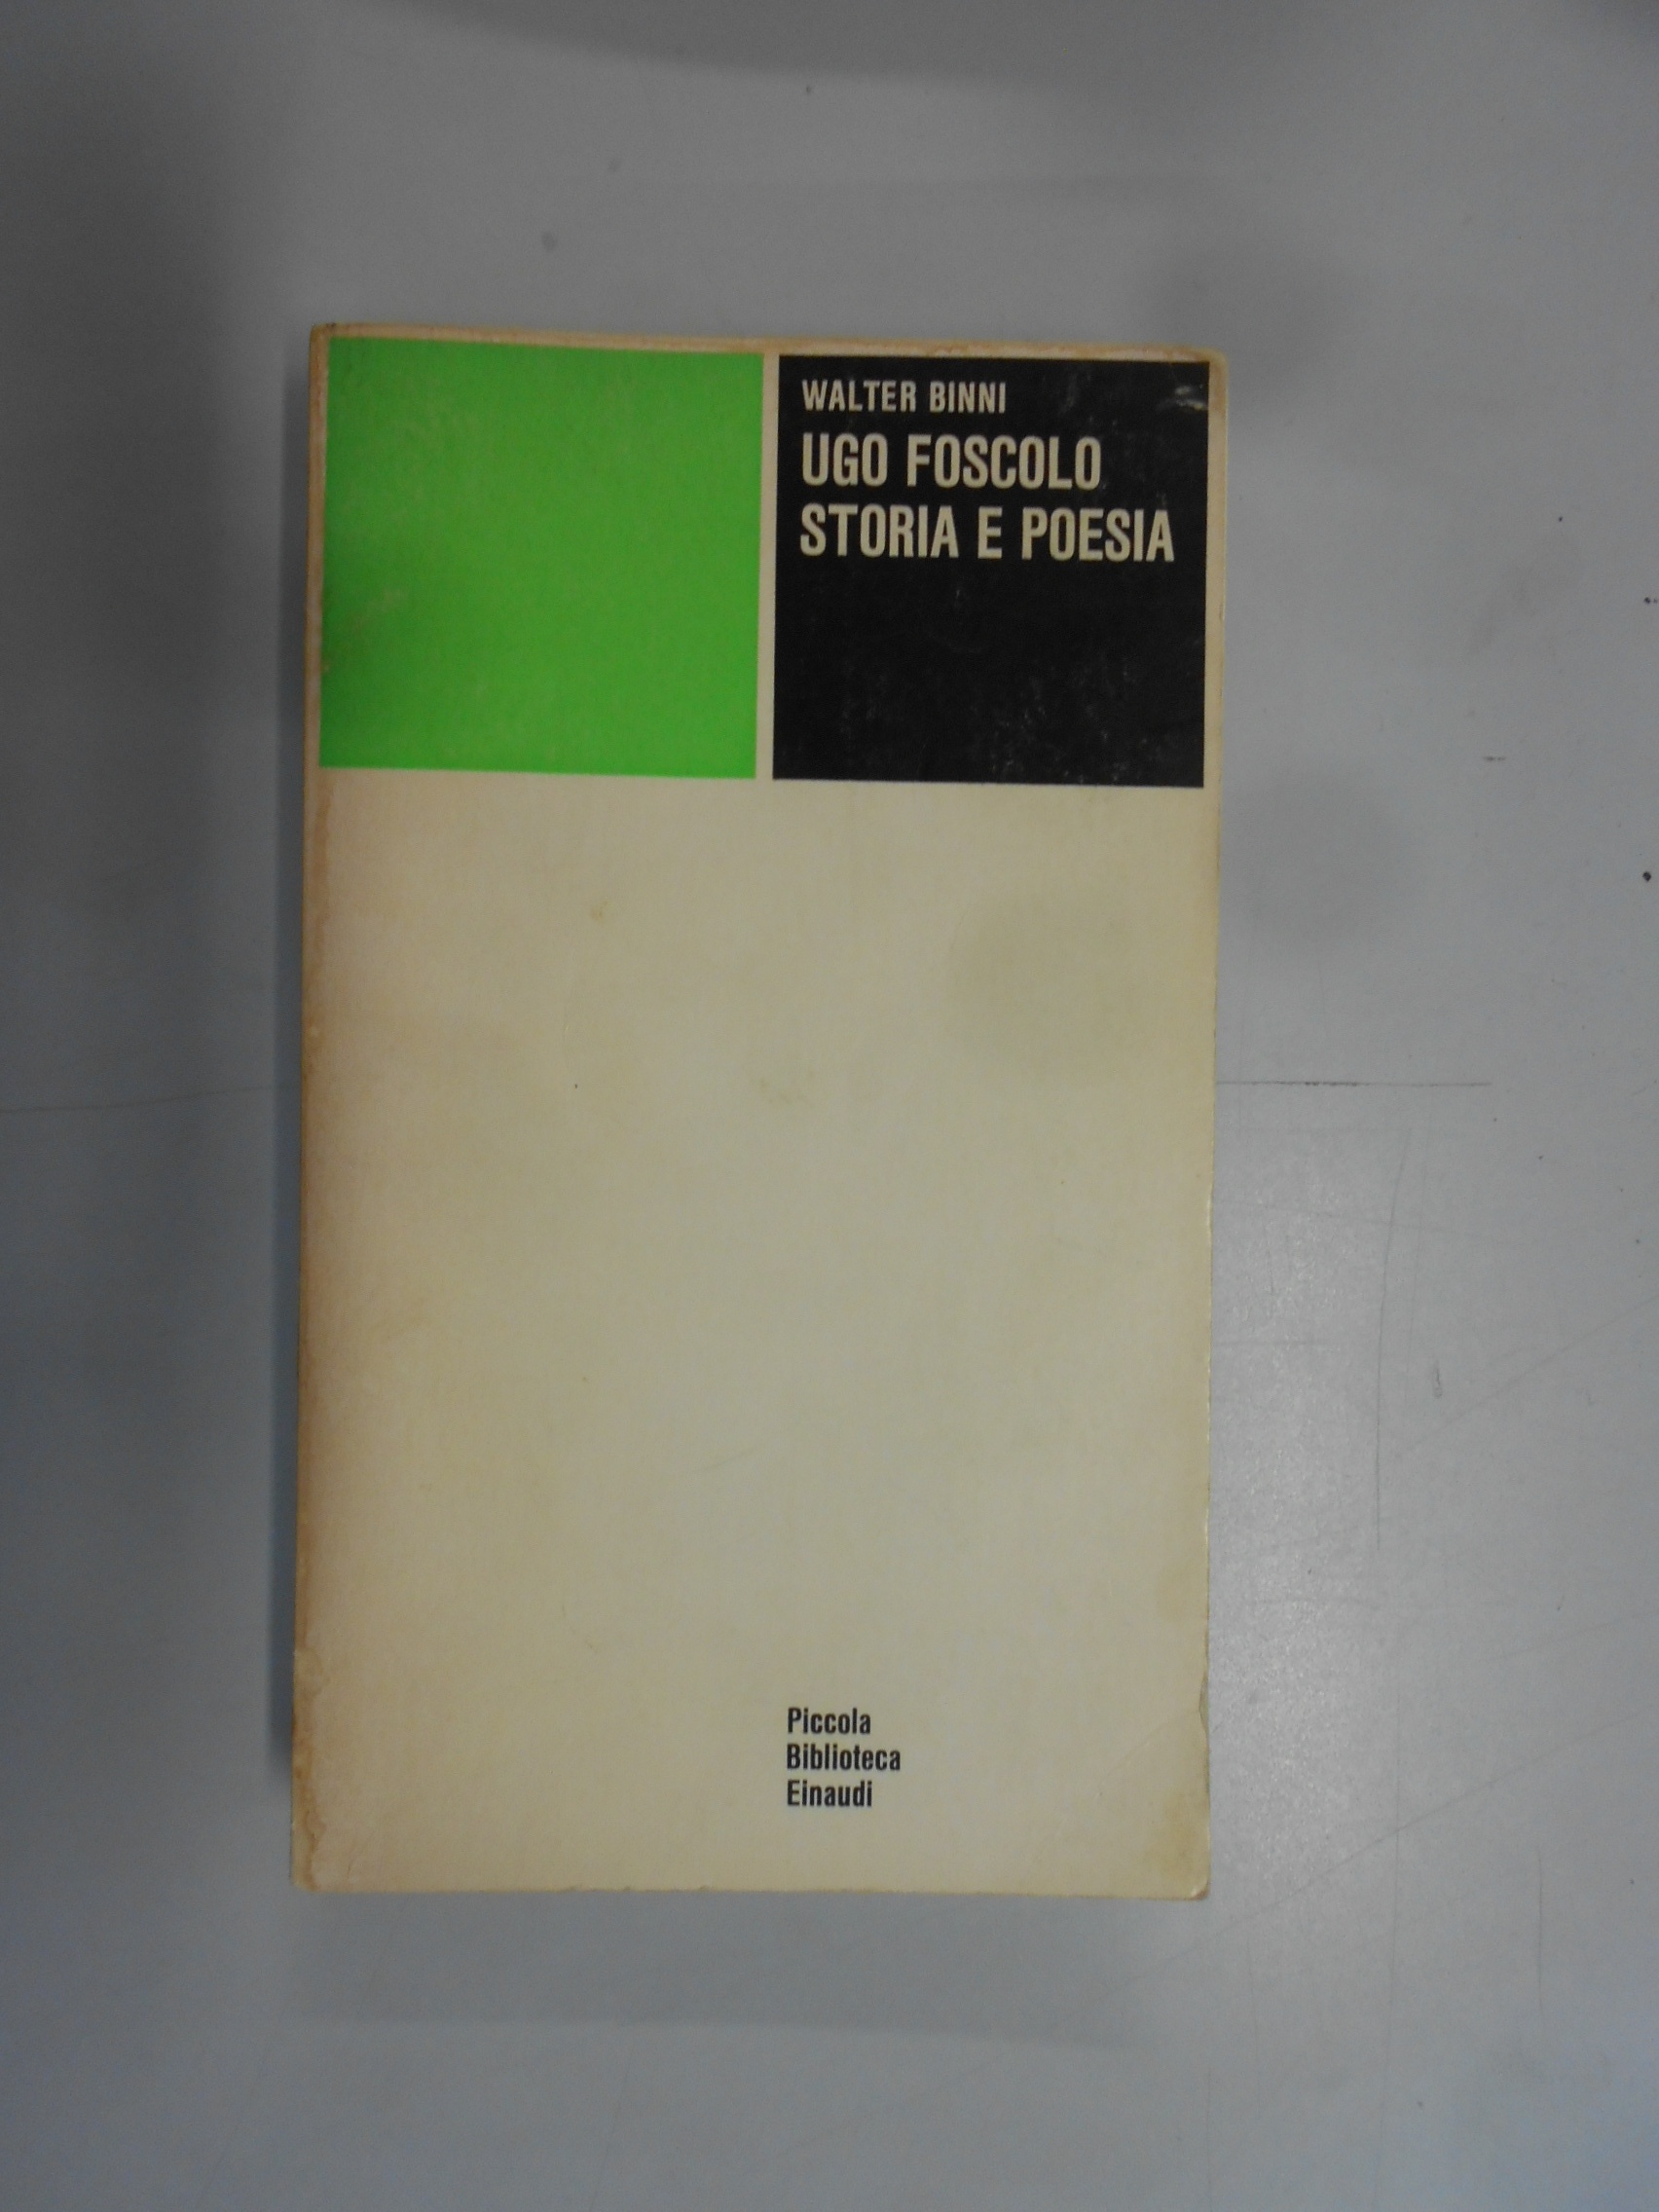 WALTER BINNI
UGO FOSCOLO
STORIA E POESIA
Piccola
Biblioteca
Einaudi